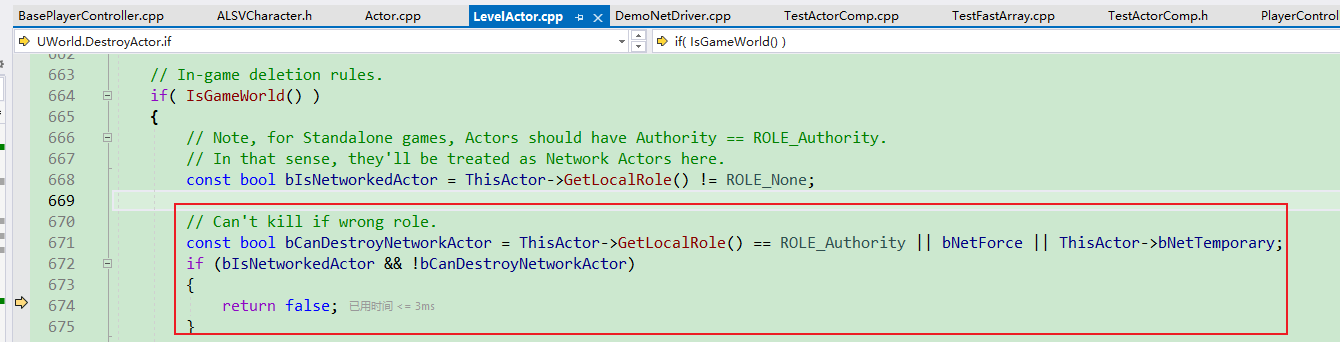 BasePlayerController.cpp ALSVCharacter.h Actor.cpp LevelActor.cpp DemoNetDriver.cpp TestActorComp.cpp TestFastArray.cpp TestActorComp.h PlayerControl
UWorld.DestroyActor.if if( IsGameWorld() )
662
663 // In-game deletion rules.
664 if( IsGameWorld() )
665 {
666 // Note, for Standalone games, Actors should have Authority == ROLE_Authority.
667 // In that sense, they'll be treated as Network Actors here.
668 const bool bIsNetworkedActor = ThisActor->GetLocalRole() != ROLE_None;
669
670 // Can't kill if wrong role.
671 const bool bCanDestroyNetworkActor = ThisActor->GetLocalRole() == ROLE_Authority || bNetForce || ThisActor->bNetTemporary;
672 if (bIsNetworkedActor && !bCanDestroyNetworkActor)
673 {
674 return false; 已用时间 <= 3ms
675 }